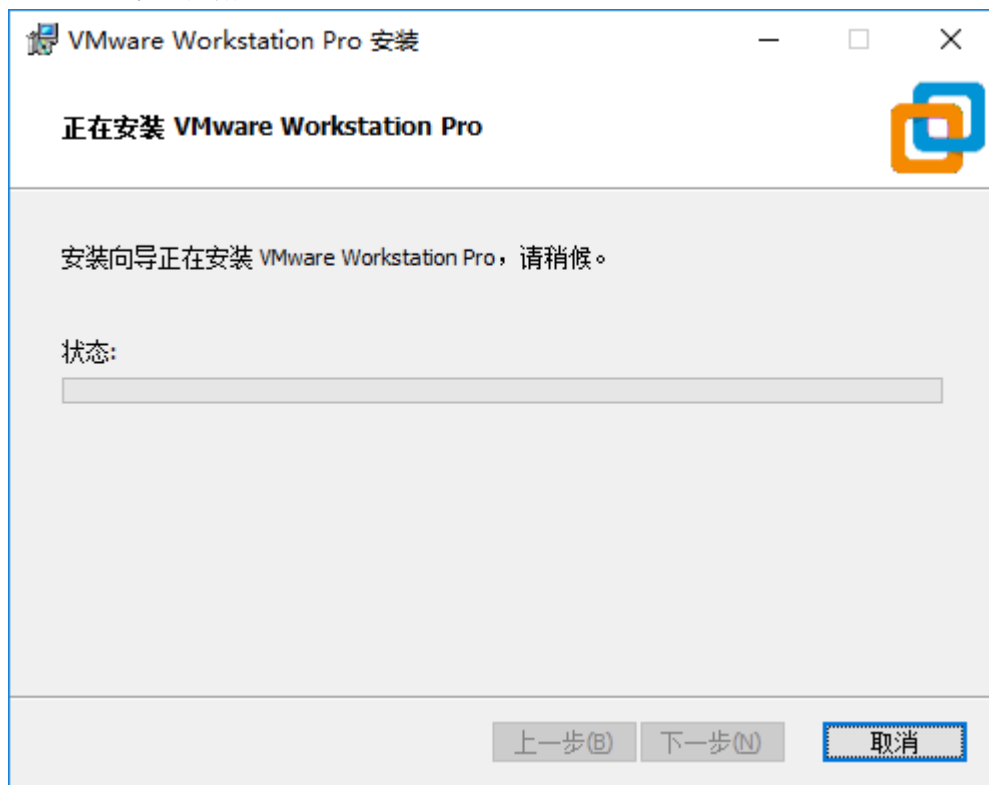 VMware Workstation Pro 安装
正在安装 VMware Workstation Pro
安装向导正在安装 VMware Workstation Pro，请稍候。
状态:
上一步(B) 下一步(N) 取消